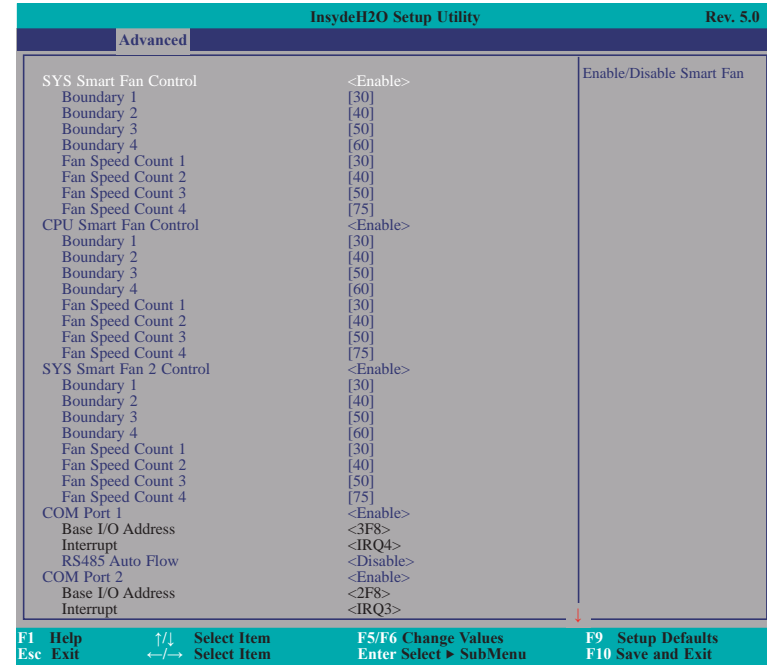 InsydeH2O Setup Utility Rev. 5.0
Advanced
SYS Smart Fan Control <Enable>
Boundary 1 [30]
Boundary 2 [40]
Boundary 3 [50]
Boundary 4 [60]
Fan Speed Count 1 [30]
Fan Speed Count 2 [40]
Fan Speed Count 3 [50]
Fan Speed Count 4 [75]
CPU Smart Fan Control <Enable>
Boundary 1 [30]
Boundary 2 [40]
Boundary 3 [50]
Boundary 4 [60]
Fan Speed Count 1 [30]
Fan Speed Count 2 [40]
Fan Speed Count 3 [50]
Fan Speed Count 4 [75]
SYS Smart Fan 2 Control <Enable>
Boundary 1 [30]
Boundary 2 [40]
Boundary 3 [50]
Boundary 4 [60]
Fan Speed Count 1 [30]
Fan Speed Count 2 [40]
Fan Speed Count 3 [50]
Fan Speed Count 4 [75]
COM Port 1 <Enable>
Base I/O Address <3F8>
Interrupt <IRQ4>
RS485 Auto Flow <Disable>
COM Port 2 <Enable>
Base I/O Address <2F8>
Interrupt <IRQ3>
Enable/Disable Smart Fan
↓
F1 Help ↑/↓ Select Item F5/F6 Change Values F9 Setup Defaults
Esc Exit ←/→ Select Item Enter Select ▶ SubMenu F10 Save and Exit